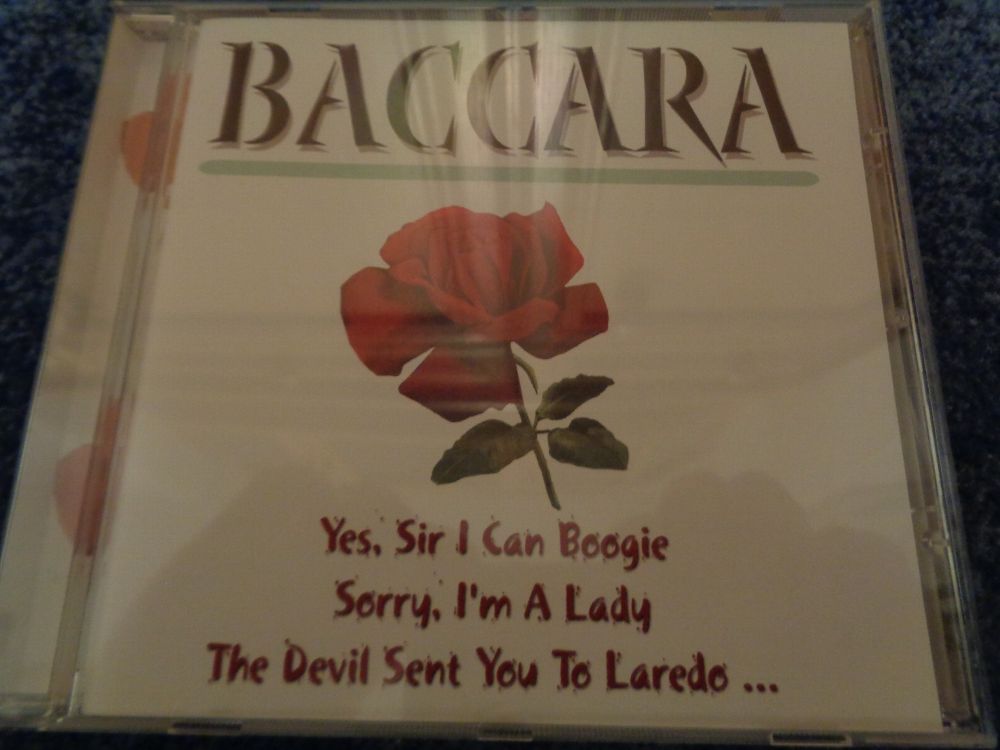 BACCARA
Yes, Sir I Can Boogie
Sorry, I'm A Lady
The Devil Sent You To Laredo ...